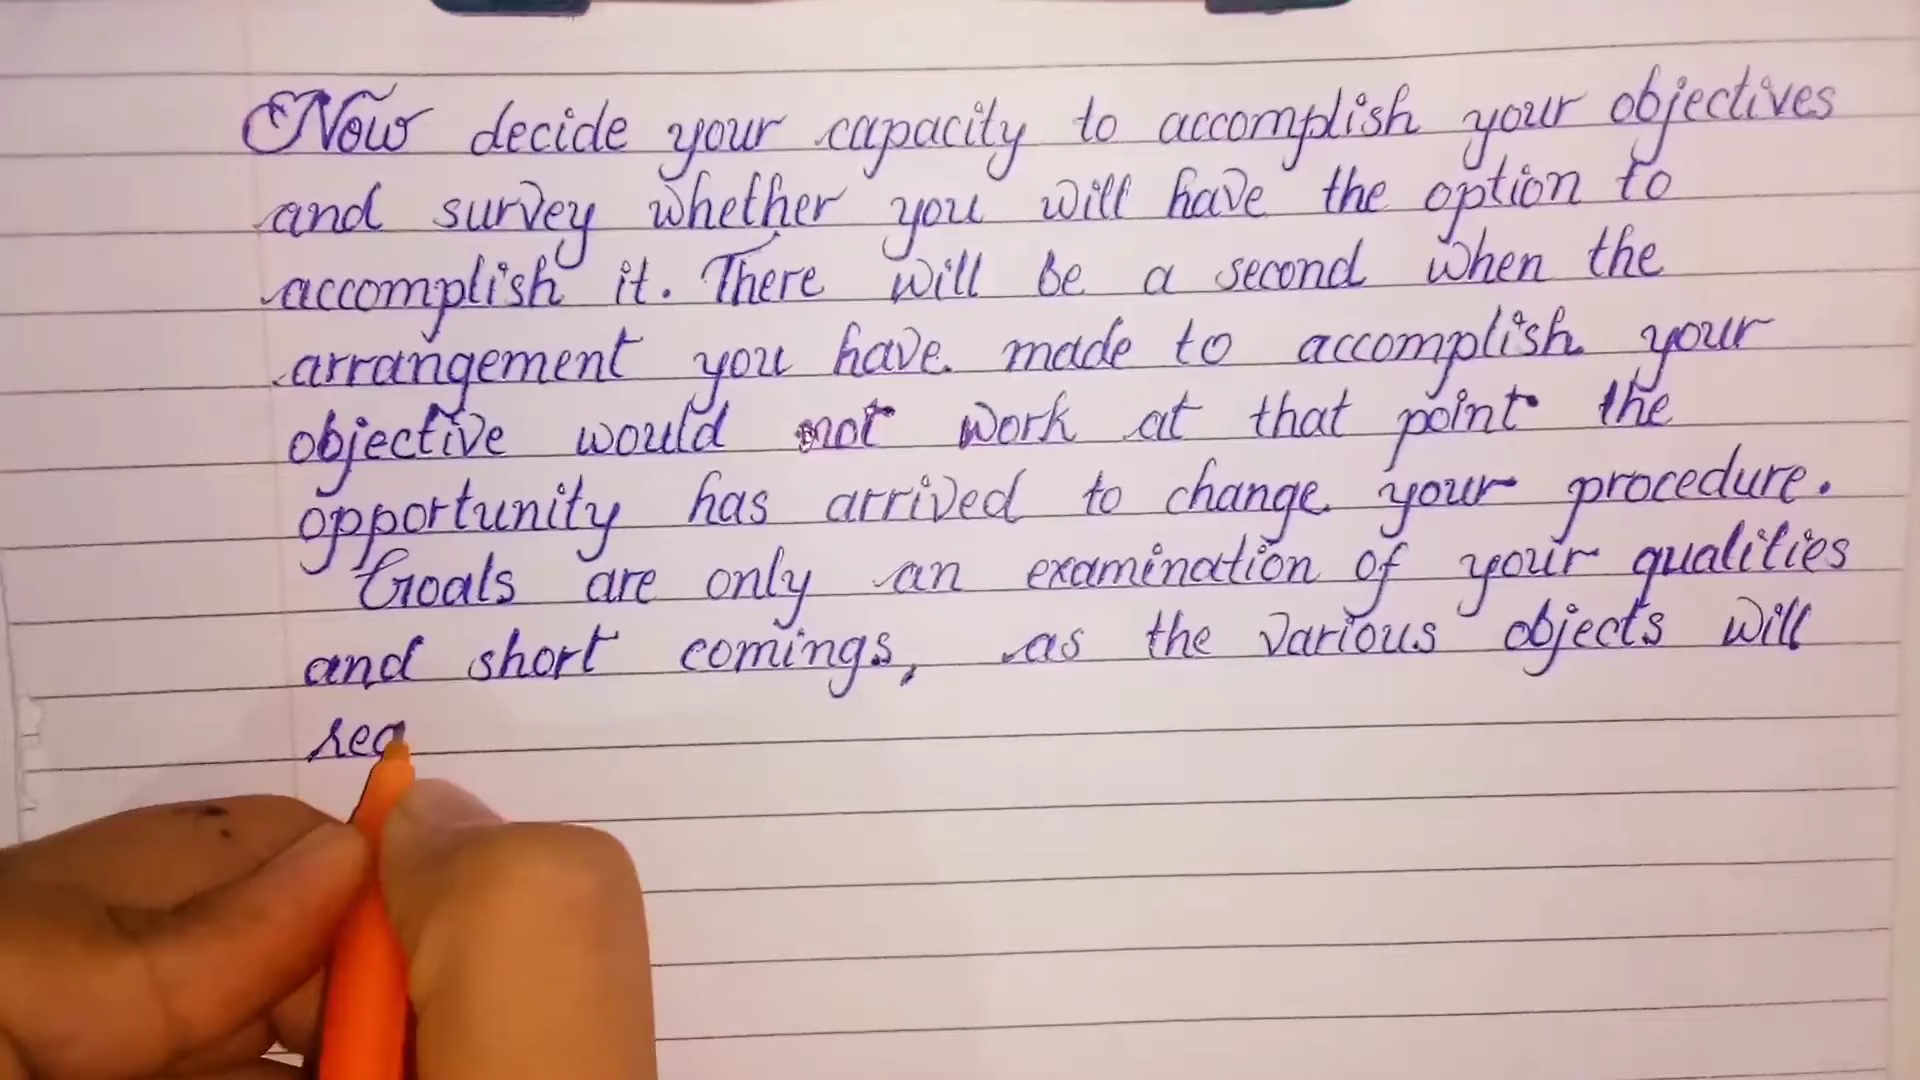 Now decide your capacity to accomplish your objectives
and survey whether you will have the option to
accomplish it. There will be a second when the
arrangement you have made to accomplish your
objective would not work at that point the
opportunity has arrived to change your procedure.
Goals are only an examination of your qualities
and short comings, as the various objects will